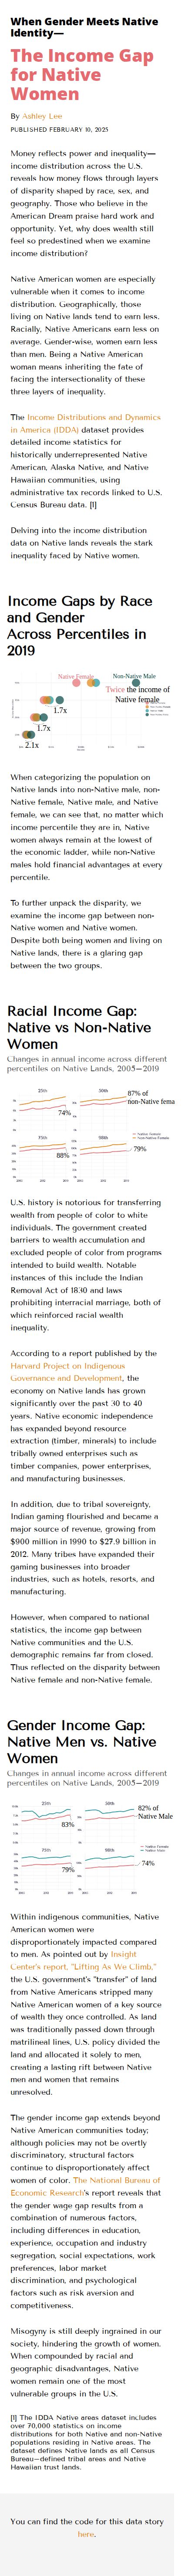 When Gender Meets Native
Identity—
The Income Gap
for Native
Women
By Ashley Lee
PUBLISHED FEBRUARY 10, 2025
Money reflects power and inequality—
income distribution across the U.S.
reveals how money flows through layers
of disparity shaped by race, sex, and
geography. Those who believe in the
American Dream praise hard work and
opportunity. Yet, why does wealth still
feel so predestined when we examine
income distribution?
Native American women are especially
vulnerable when it comes to income
distribution. Geographically, those
living on Native lands tend to earn less.
Racially, Native Americans earn less on
average. Gender-wise, women earn less
than men. Being a Native American
woman means inheriting the fate of
facing the intersectionality of these
three layers of inequality.
The Income Distributions and Dynamics
in America (IDDA) dataset provides
detailed income statistics for
historically underrepresented Native
American, Alaska Native, and Native
Hawaiian communities, using
administrative tax records linked to U.S.
Census Bureau data. [1]
Delving into the income distribution
data on Native lands reveals the stark
inequality faced by Native women.
Income Gaps by Race
and Gender
Across Percentiles in
2019
Native Female
Non-Native Male
Twice the income of
Native female
1.7x
1.7x
2.1x
When categorizing the population on
Native lands into non-Native male, non-
Native female, Native male, and Native
female, we can see that, no matter which
income percentile they are in, Native
women always remain at the lowest of
the economic ladder, while non-Native
males hold financial advantages at every
percentile.
To further unpack the disparity, we
examine the income gap between non-
Native women and Native women.
Despite both being women and living on
Native lands, there is a glaring gap
between the two groups.
Racial Income Gap:
Native vs Non-Native
Women
Changes in annual income across different
percentiles on Native Lands, 2005–2019
25th
50th
87% of
non-Native fema
74%
75th
98th
88%
79%
Native Female
Non-Native Female
U.S. history is notorious for transferring
wealth from people of color to white
individuals. The government created
barriers to wealth accumulation and
excluded people of color from programs
intended to build wealth. Notable
instances of this include the Indian
Removal Act of 1830 and laws
prohibiting interracial marriage, both of
which reinforced racial wealth
inequality.
According to a report published by the
Harvard Project on Indigenous
Governance and Development, the
economy on Native lands has grown
significantly over the past 30 to 40
years. Native economic independence
has expanded beyond resource
extraction (timber, minerals) to include
tribally owned enterprises such as
timber companies, power enterprises,
and manufacturing businesses.
In addition, due to tribal sovereignty,
Indian gaming flourished and became a
major source of revenue, growing from
$900 million in 1990 to $27.9 billion in
2012. Many tribes have expanded their
gaming businesses into broader
industries, such as hotels, resorts, and
manufacturing.
However, when compared to national
statistics, the income gap between
Native communities and the U.S.
demographic remains far from closed.
Thus reflected on the disparity between
Native female and non-Native female.
Gender Income Gap:
Native Men vs. Native
Women
Changes in annual income across different
percentiles on Native Lands, 2005–2019
25th
50th
82% of
Native Male
83%
75th
98th
79%
74%
Native Female
Native Male
Within indigenous communities, Native
American women were
disproportionately impacted compared
to men. As pointed out by Insight
Center's report, "Lifting As We Climb,"
the U.S. government's "transfer" of land
from Native Americans stripped many
Native American women of a key source
of wealth they once controlled. As land
was traditionally passed down through
matrilineal lines, U.S. policy divided the
land and allocated it solely to men,
creating a lasting rift between Native
men and women that remains
unresolved.
The gender income gap extends beyond
Native American communities today;
although policies may not be overtly
discriminatory, structural factors
continue to disproportionately affect
women of color. The National Bureau of
Economic Research's report reveals that
the gender wage gap results from a
combination of numerous factors,
including differences in education,
experience, occupation and industry
segregation, social expectations, work
preferences, labor market
discrimination, and psychological
factors such as risk aversion and
competitiveness.
Misogyny is still deeply ingrained in our
society, hindering the growth of women.
When compounded by racial and
geographic disadvantages, Native
women remain one of the most
vulnerable groups in the U.S.
[1] The IDDA Native areas dataset includes
over 70,000 statistics on income
distributions for both Native and non-Native
populations residing in Native areas. The
dataset defines Native lands as all Census
Bureau–defined tribal areas and Native
Hawaiian trust lands.
You can find the code for this data story
here.